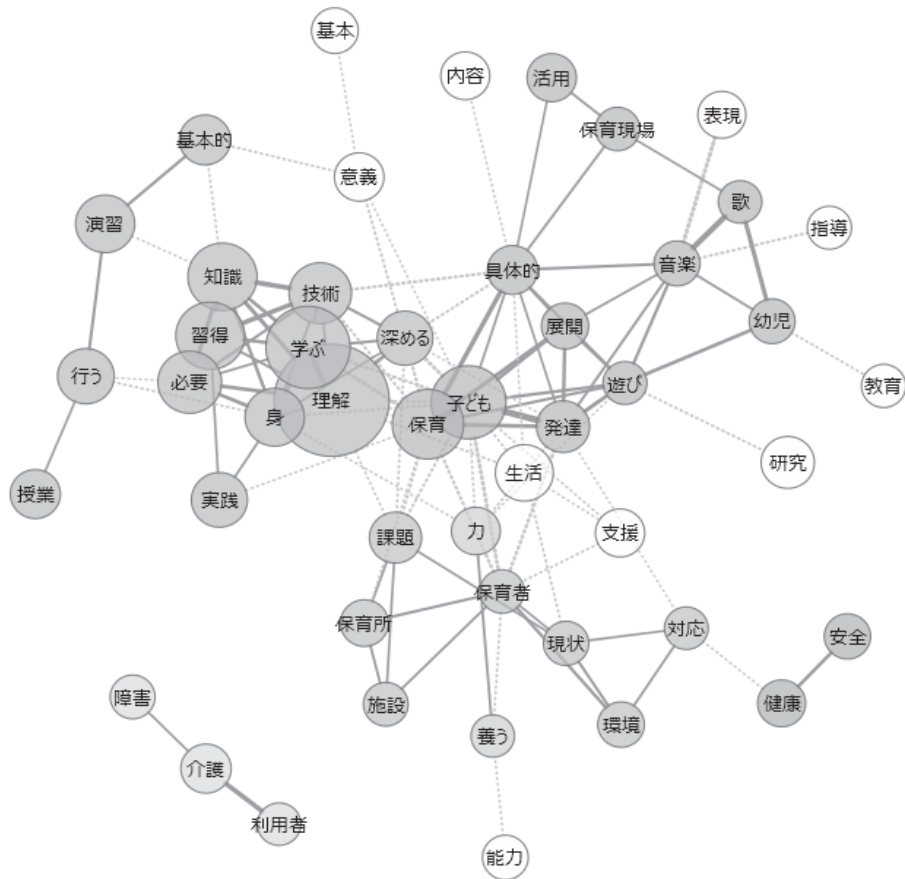 基本
内容
活用
表現
保育現場
基本的
意義
歌
演習
指導
知識
技術
具体的
音楽
習得
学ぶ
深める
展開
幼児
行う
必要
理解
身
子ども
保育
遊び
教育
発達
生活
研究
授業
実践
課題
力
支援
保育者
保育所
現状
対応
安全
障害
施設
養う
環境
健康
介護
利用者
能力